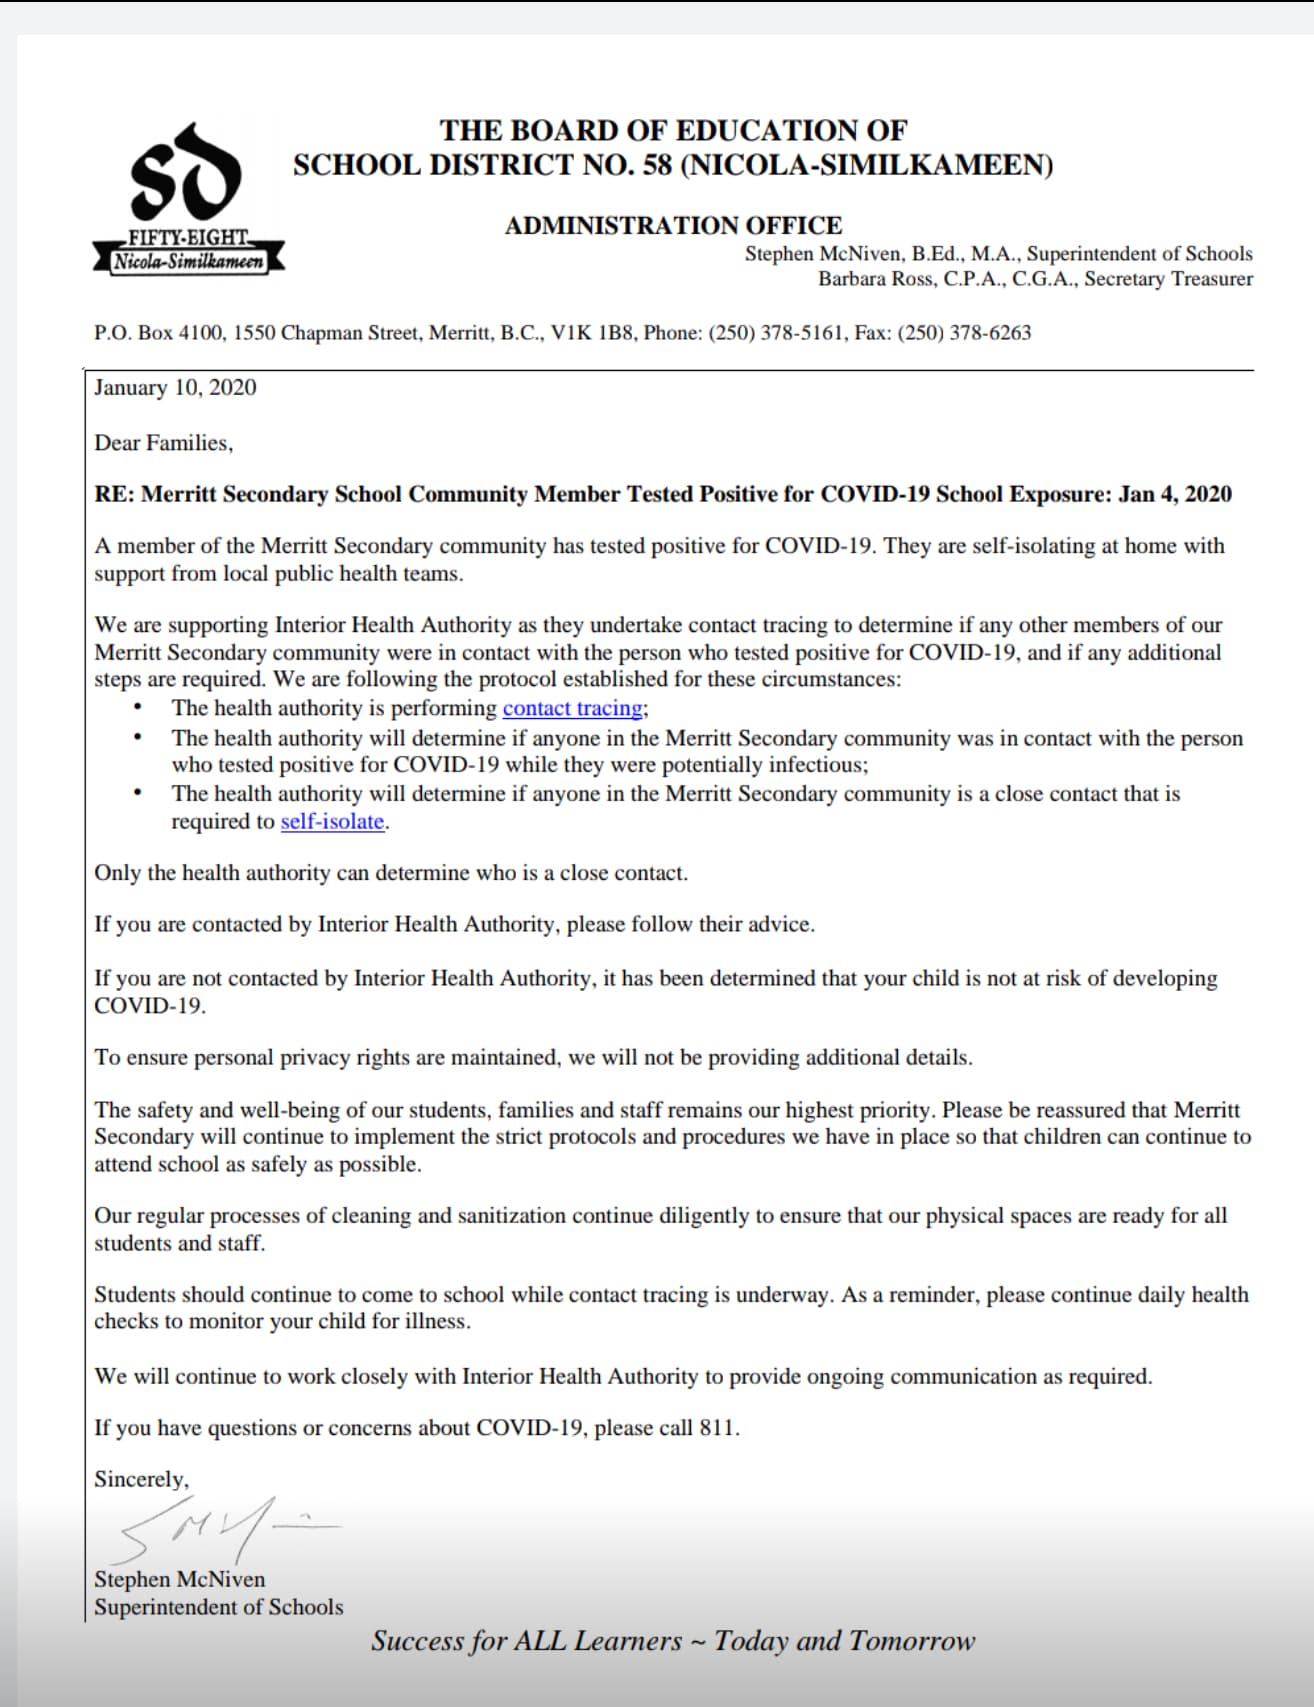 SD
FIFTY-EIGHT
Nicola-Similkameen
THE BOARD OF EDUCATION OF
SCHOOL DISTRICT NO. 58 (NICOLA-SIMILKAMEEN)
ADMINISTRATION OFFICE
Stephen McNiven, B.Ed., M.A., Superintendent of Schools
Barbara Ross, C.P.A., C.G.A., Secretary Treasurer
P.O. Box 4100, 1550 Chapman Street, Merritt, B.C., V1K 1B8, Phone: (250) 378-5161, Fax: (250) 378-6263
January 10, 2020
Dear Families,
RE: Merritt Secondary School Community Member Tested Positive for COVID-19 School Exposure: Jan 4, 2020
A member of the Merritt Secondary community has tested positive for COVID-19. They are self-isolating at home with
support from local public health teams.
We are supporting Interior Health Authority as they undertake contact tracing to determine if any other members of our
Merritt Secondary community were in contact with the person who tested positive for COVID-19, and if any additional
steps are required. We are following the protocol established for these circumstances:
• The health authority is performing contact tracing;
• The health authority will determine if anyone in the Merritt Secondary community was in contact with the person
who tested positive for COVID-19 while they were potentially infectious;
• The health authority will determine if anyone in the Merritt Secondary community is a close contact that is
required to self-isolate.
Only the health authority can determine who is a close contact.
If you are contacted by Interior Health Authority, please follow their advice.
If you are not contacted by Interior Health Authority, it has been determined that your child is not at risk of developing
COVID-19.
To ensure personal privacy rights are maintained, we will not be providing additional details.
The safety and well-being of our students, families and staff remains our highest priority. Please be reassured that Merritt
Secondary will continue to implement the strict protocols and procedures we have in place so that children can continue to
attend school as safely as possible.
Our regular processes of cleaning and sanitization continue diligently to ensure that our physical spaces are ready for all
students and staff.
Students should continue to come to school while contact tracing is underway. As a reminder, please continue daily health
checks to monitor your child for illness.
We will continue to work closely with Interior Health Authority to provide ongoing communication as required.
If you have questions or concerns about COVID-19, please call 811.
Sincerely,
Stephen McNiven
Superintendent of Schools
Success for ALL Learners ~ Today and Tomorrow